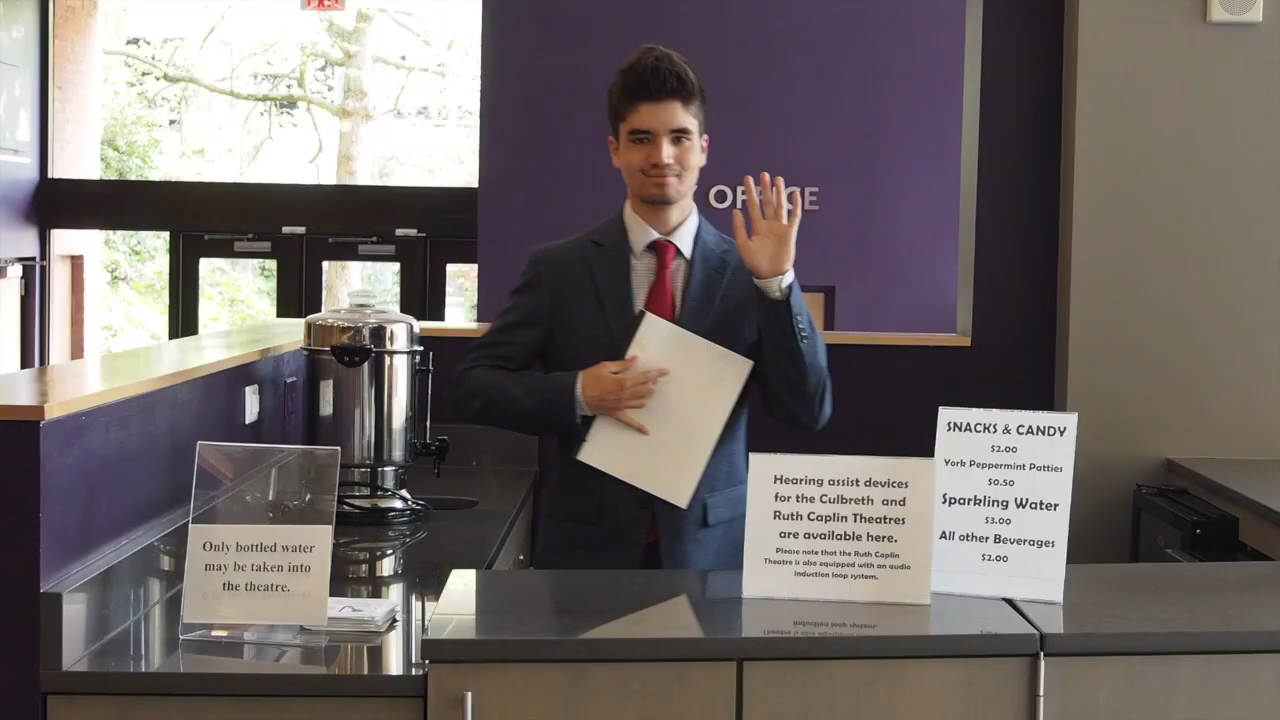 EXIT
OFFICE
SNACKS & CANDY
$2.00
York Peppermint Patties
$0.50
Sparkling Water
$3.00
All other Beverages
$2.00
Hearing assist devices
for the Culbreth and
Ruth Caplin Theatres
are available here.
Please note that the Ruth Caplin
Theatre is also equipped with an audio
induction loop system.
Only bottled water
may be taken into
the theatre.